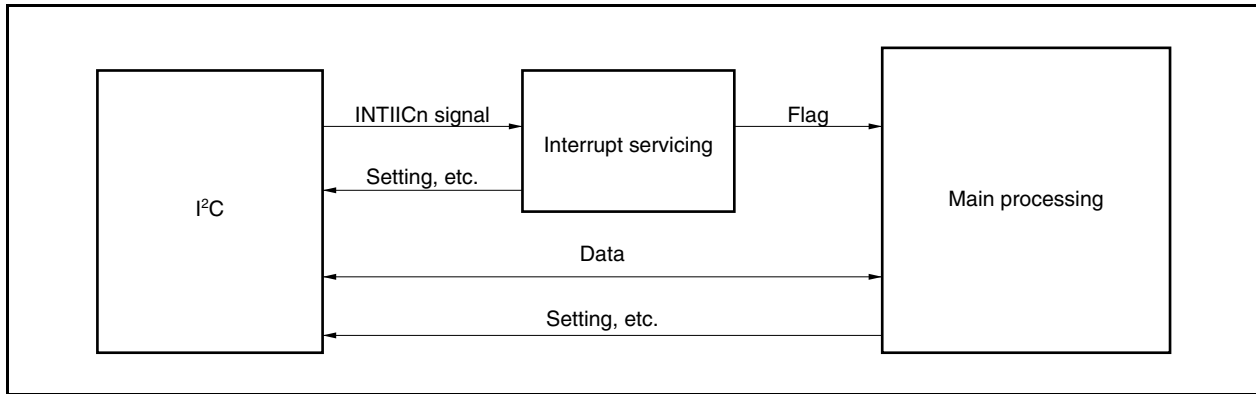 INTIICn signal
Flag
Interrupt servicing
Setting, etc.
I²C
Main processing
Data
Setting, etc.